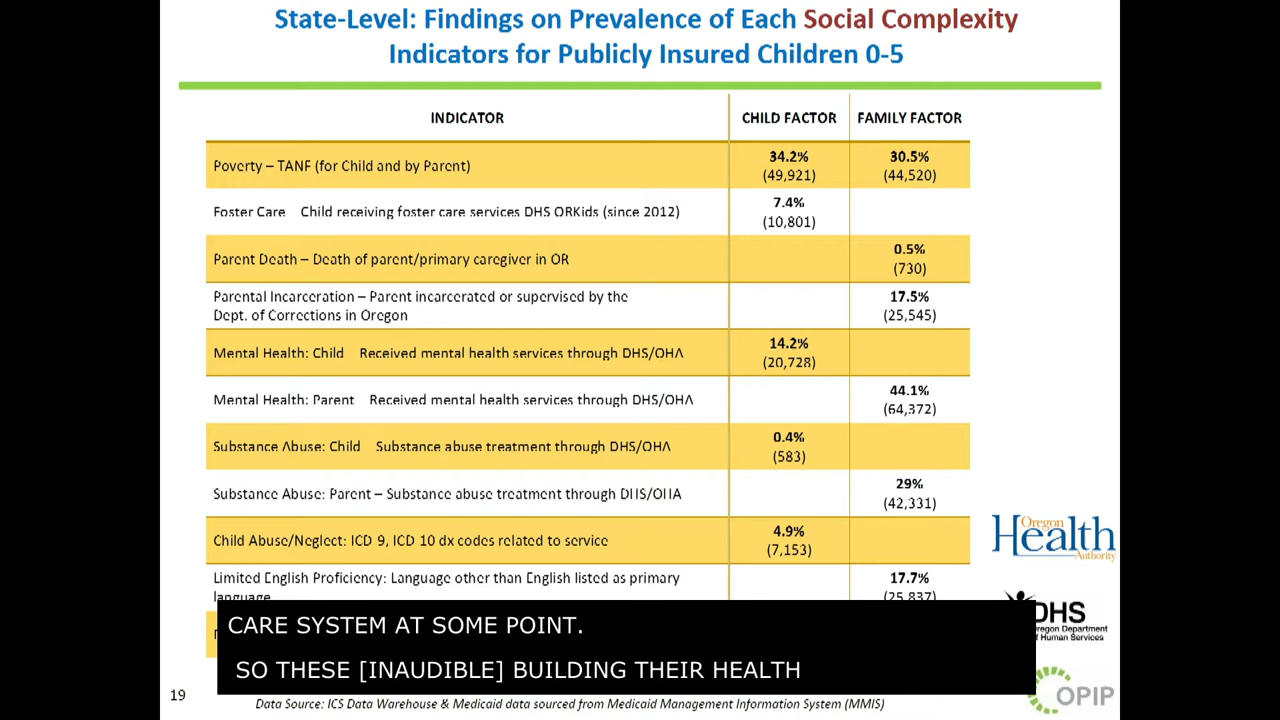 State-Level: Findings on Prevalence of Each Social Complexity
Indicators for Publicly Insured Children 0-5
INDICATOR CHILD FACTOR FAMILY FACTOR
Poverty – TANF (for Child and by Parent) 34.2% (49,921) 30.5% (44,520)
Foster Care Child receiving foster care services DHS ORKids (since 2012) 7.4% (10,801)
Parent Death – Death of parent/primary caregiver in OR 0.5% (730)
Parental Incarceration – Parent incarcerated or supervised by the
Dept. of Corrections in Oregon 17.5% (25,545)
Mental Health: Child Received mental health services through DHS/OHA 14.2% (20,728)
Mental Health: Parent Received mental health services through DHS/OHA 44.1% (64,372)
Substance Abuse: Child Substance abuse treatment through DHS/OHA 0.4% (583)
Substance Abuse: Parent – Substance abuse treatment through DHS/OHA 29% (42,331)
Child Abuse/Neglect: ICD 9, ICD 10 dx codes related to service 4.9% (7,153)
Limited English Proficiency: Language other than English listed as primary
language 17.7% (25,837)
CARE SYSTEM AT SOME POINT.
SO THESE [INAUDIBLE] BUILDING THEIR HEALTH
19
Data Source: ICS Data Warehouse & Medicaid data sourced from Medicaid Management Information System (MMIS)
Oregon
Health
Authority
DHS
Oregon Department
of Human Services
OPIP